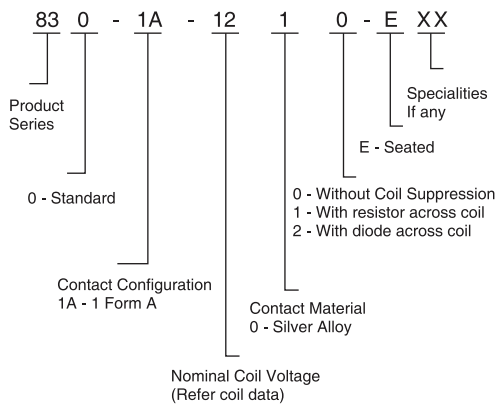 83 0 - 1A - 12 1 0 - E XX
Product
Series
Specialities
If any
E - Seated
0 - Standard
0 - Without Coil Suppression
1 - With resistor across coil
2 - With diode across coil
Contact Configuration
1A - 1 Form A
Contact Material
0 - Silver Alloy
Nominal Coil Voltage
(Refer coil data)